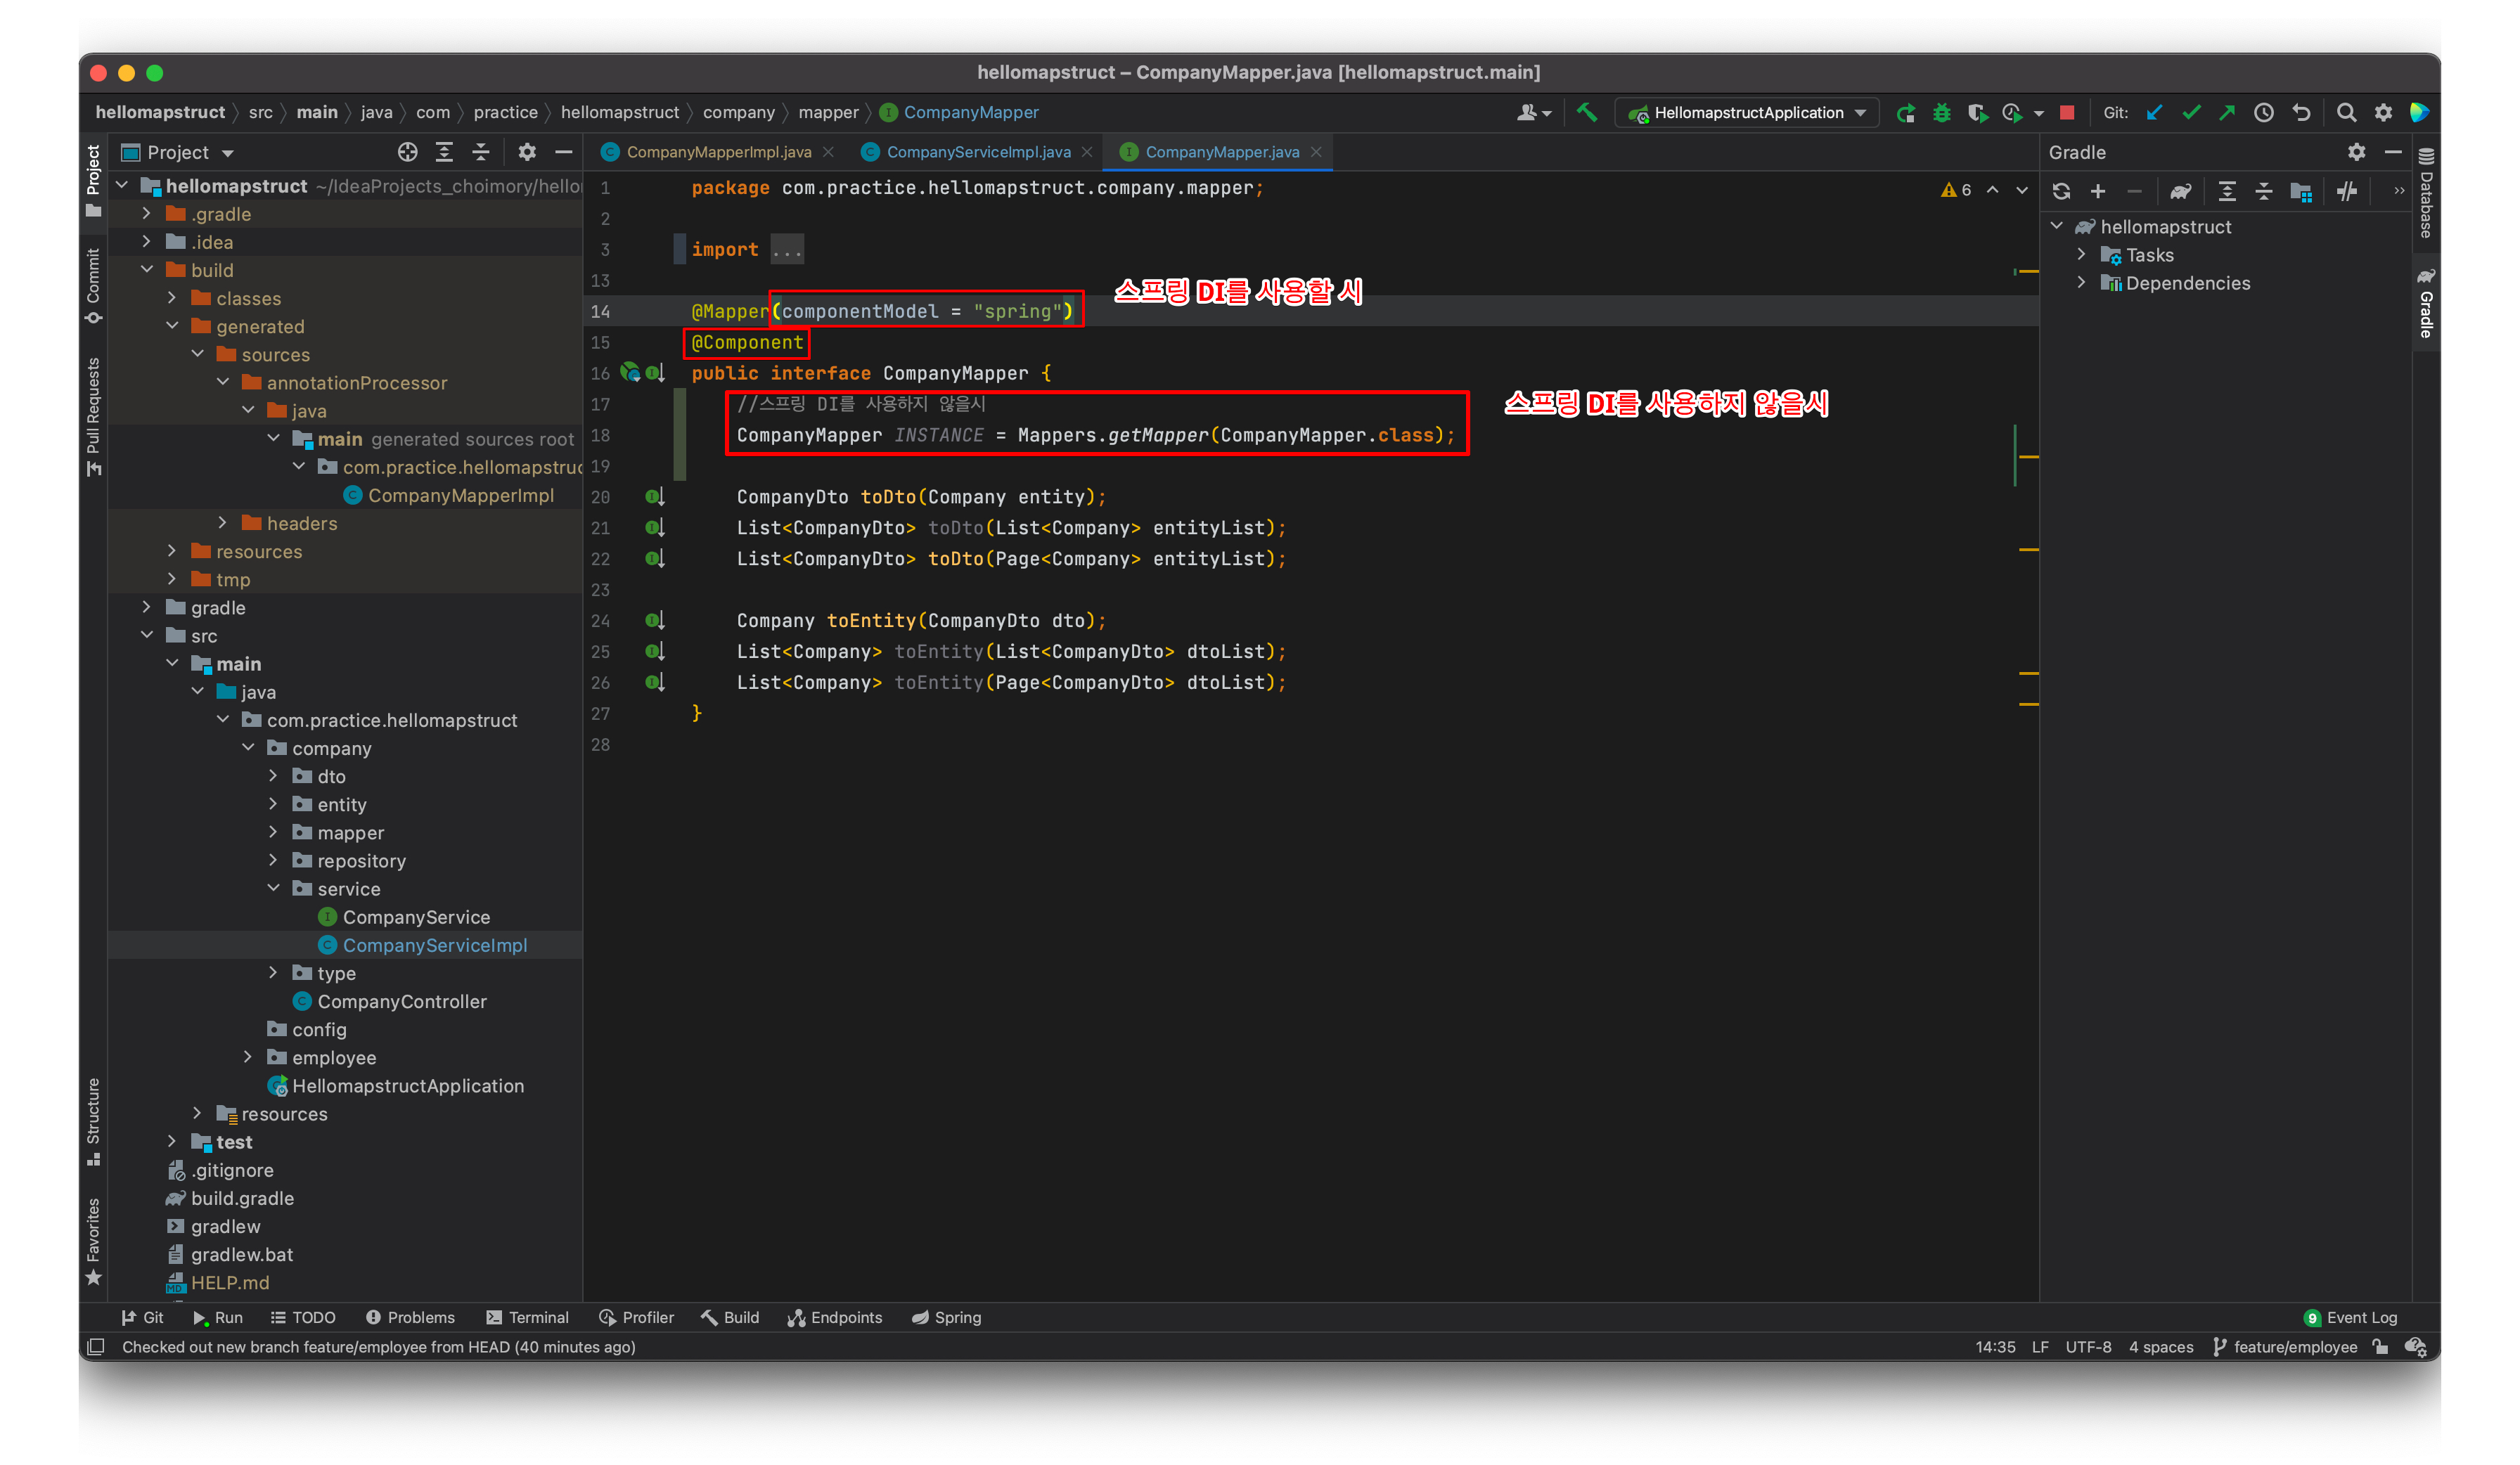 hellomapstruct – CompanyMapper.java [hellomapstruct.main]
hellomapstruct 〉 src 〉 main 〉 java 〉 com 〉 practice 〉 hellomapstruct 〉 company 〉 mapper 〉 CompanyMapper
HellomapstructApplication
Git:
Project
Commit
Pull Requests
Structure
Favorites
Project
hellomapstruct ~/IdeaProjects_choimory/hello
.gradle
.idea
build
classes
generated
sources
annotationProcessor
java
main generated sources root
com.practice.hellomapstruc
CompanyMapperImpl
headers
resources
tmp
gradle
src
main
java
com.practice.hellomapstruct
company
dto
entity
mapper
repository
service
CompanyService
CompanyServiceImpl
type
CompanyController
config
employee
HellomapstructApplication
resources
test
.gitignore
build.gradle
gradlew
gradlew.bat
HELP.md
CompanyMapperImpl.java
CompanyServiceImpl.java
CompanyMapper.java
6
1 package com.practice.hellomapstruct.company.mapper;
2
3 import ...
13
스프링 DI를 사용할 시
14 @Mapper(componentModel = "spring")
15 @Component
16 public interface CompanyMapper {
17 //스프링 DI를 사용하지 않을시
스프링 DI를 사용하지 않을시
18 CompanyMapper INSTANCE = Mappers.getMapper(CompanyMapper.class);
19
20 CompanyDto toDto(Company entity);
21 List<CompanyDto> toDto(List<Company> entityList);
22 List<CompanyDto> toDto(Page<Company> entityList);
23
24 Company toEntity(CompanyDto dto);
25 List<Company> toEntity(List<CompanyDto> dtoList);
26 List<Company> toEntity(Page<CompanyDto> dtoList);
27 }
28
Gradle
hellomapstruct
Tasks
Dependencies
Database
Gradle
Git Run TODO Problems Terminal Profiler Build Endpoints Spring
9 Event Log
Checked out new branch feature/employee from HEAD (40 minutes ago)
14:35 LF UTF-8 4 spaces feature/employee